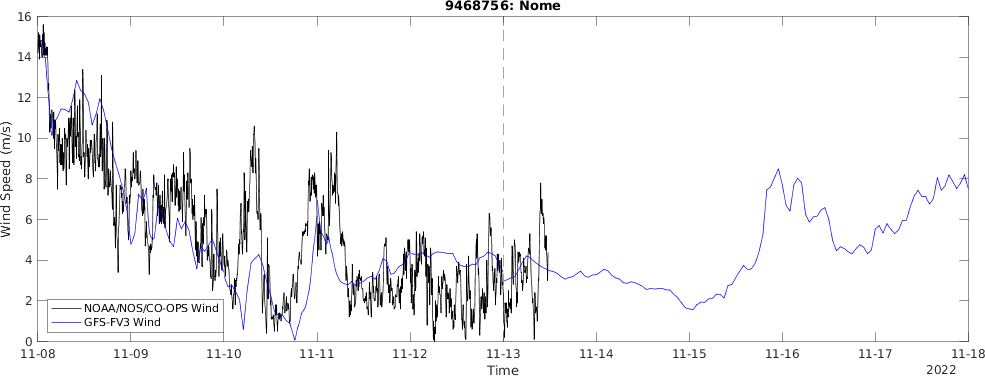 9468756: Nome
Wind Speed (m/s)
16
14
12
10
8
6
4
2
0
NOAA/NOS/CO-OPS Wind
GFS-FV3 Wind
11-08 11-09 11-10 11-11 11-12 11-13 11-14 11-15 11-16 11-17 11-18
Time
2022